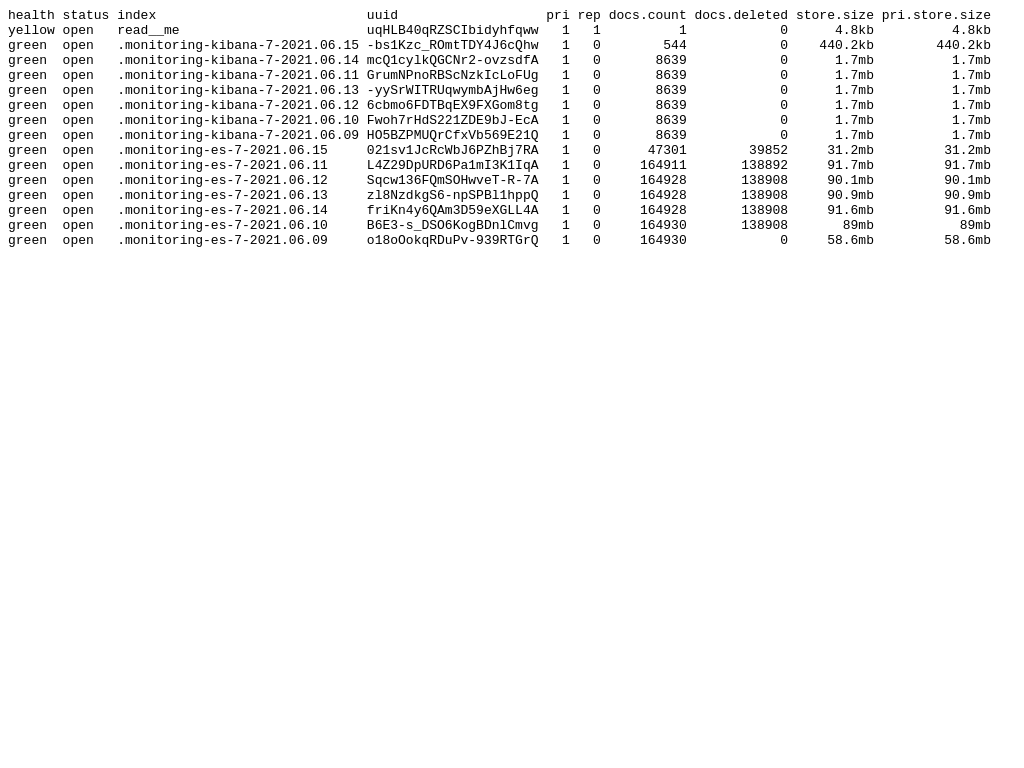 health status index                           uuid                   pri rep docs.count docs.deleted store.size pri.store.size
yellow open   read__me                        uqHLB40qRZSCIbidyhfqww   1   1          1            0      4.8kb          4.8kb
green  open   .monitoring-kibana-7-2021.06.15 -bs1Kzc_ROmtTDY4J6cQhw   1   0        544            0    440.2kb        440.2kb
green  open   .monitoring-kibana-7-2021.06.14 mcQ1cylkQGCNr2-ovzsdfA   1   0       8639            0      1.7mb          1.7mb
green  open   .monitoring-kibana-7-2021.06.11 GrumNPnoRBScNzkIcLoFUg   1   0       8639            0      1.7mb          1.7mb
green  open   .monitoring-kibana-7-2021.06.13 -yySrWITRUqwymbAjHw6eg   1   0       8639            0      1.7mb          1.7mb
green  open   .monitoring-kibana-7-2021.06.12 6cbmo6FDTBqEX9FXGom8tg   1   0       8639            0      1.7mb          1.7mb
green  open   .monitoring-kibana-7-2021.06.10 Fwoh7rHdS221ZDE9bJ-EcA   1   0       8639            0      1.7mb          1.7mb
green  open   .monitoring-kibana-7-2021.06.09 HO5BZPMUQrCfxVb569E21Q   1   0       8639            0      1.7mb          1.7mb
green  open   .monitoring-es-7-2021.06.15     021sv1JcRcWbJ6PZhBj7RA   1   0      47301        39852     31.2mb         31.2mb
green  open   .monitoring-es-7-2021.06.11     L4Z29DpURD6Pa1mI3K1IqA   1   0     164911       138892     91.7mb         91.7mb
green  open   .monitoring-es-7-2021.06.12     Sqcw136FQmSOHwveT-R-7A   1   0     164928       138908     90.1mb         90.1mb
green  open   .monitoring-es-7-2021.06.13     zl8NzdkgS6-npSPBl1hppQ   1   0     164928       138908     90.9mb         90.9mb
green  open   .monitoring-es-7-2021.06.14     friKn4y6QAm3D59eXGLL4A   1   0     164928       138908     91.6mb         91.6mb
green  open   .monitoring-es-7-2021.06.10     B6E3-s_DSO6KogBDnlCmvg   1   0     164930       138908       89mb           89mb
green  open   .monitoring-es-7-2021.06.09     o18oOokqRDuPv-939RTGrQ   1   0     164930            0     58.6mb         58.6mb